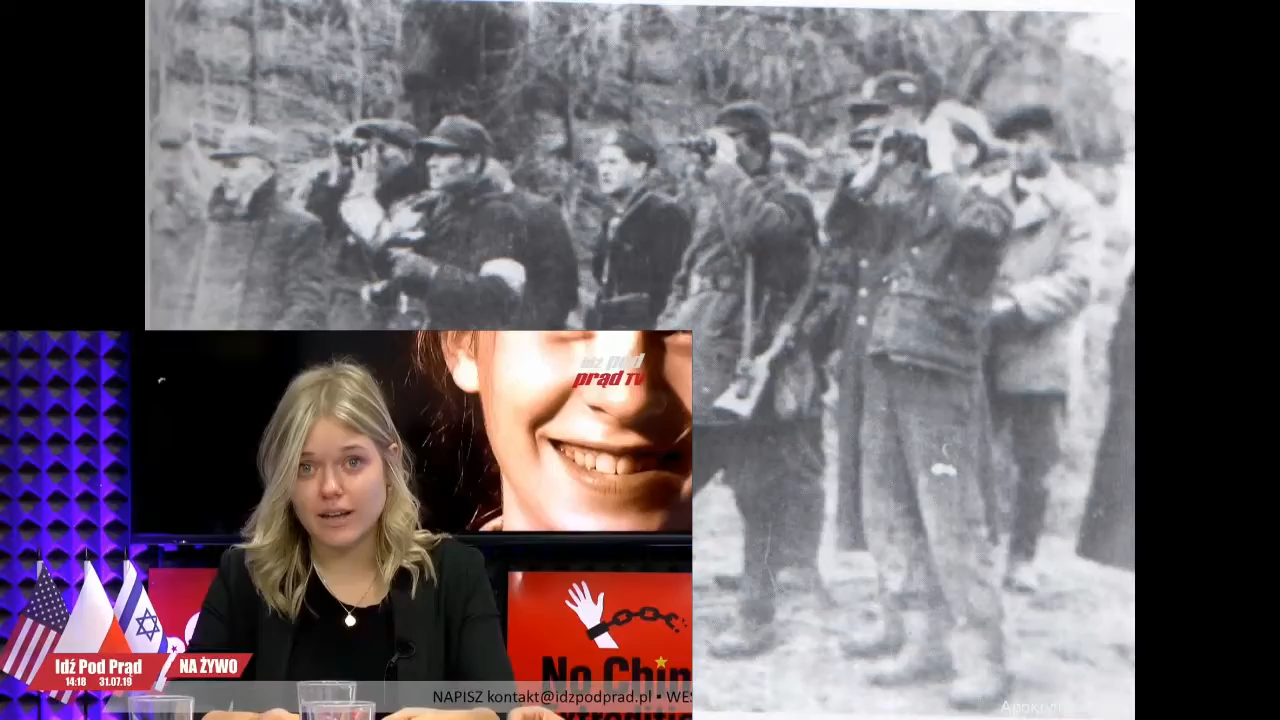 idź pod
prąd TV
Idź Pod Prąd
NA ŻYWO
14:18 31.07.19
No Chin
NAPISZ kontakt@idzpodprad.pl • WES